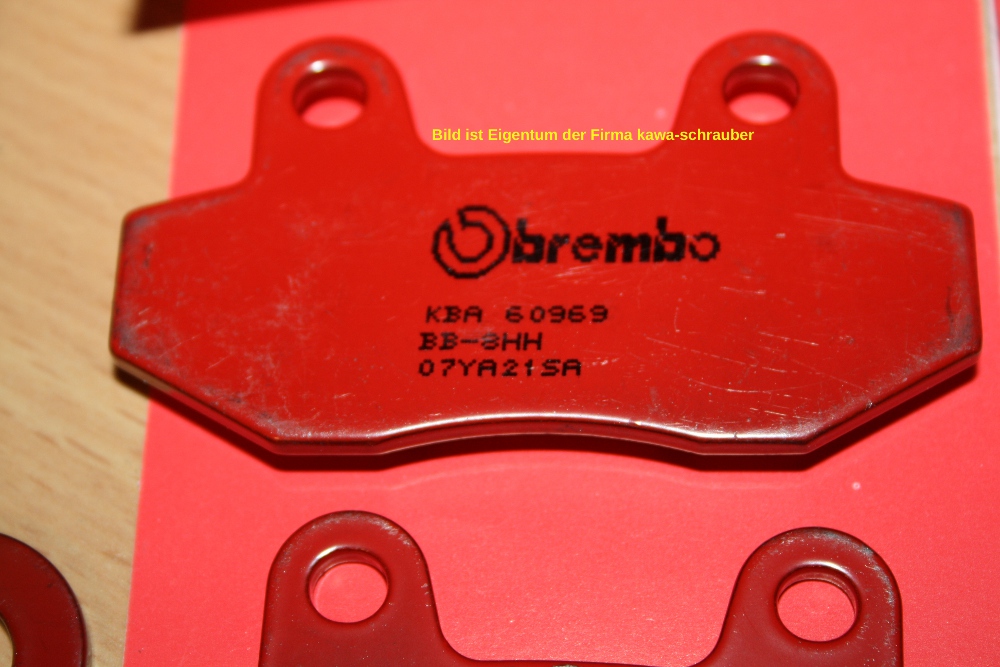 Bild ist Eigentum der Firma kawa-schrauber
brembo
KBA 60969
BB-8HH
07YA21SA